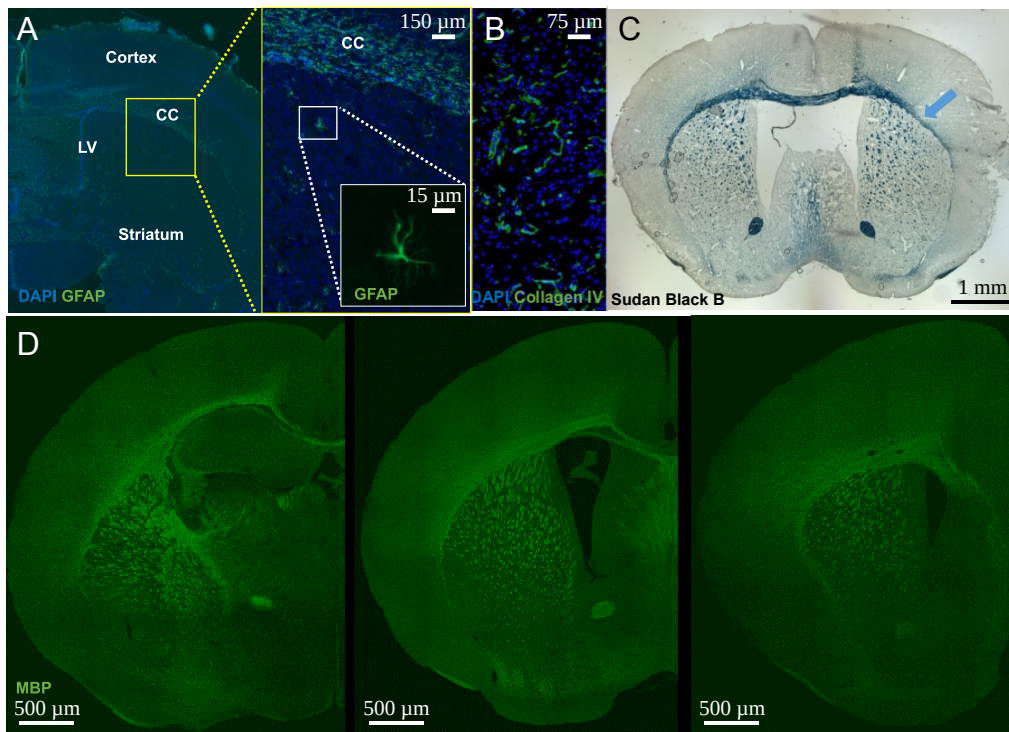 A
Cortex
CC
LV
Striatum
DAPI GFAP
150 µm
CC
15 µm
GFAP
B
75 µm
DAPI Collagen IV
C
Sudan Black B
1 mm
D
MBP
500 µm
500 µm
500 µm